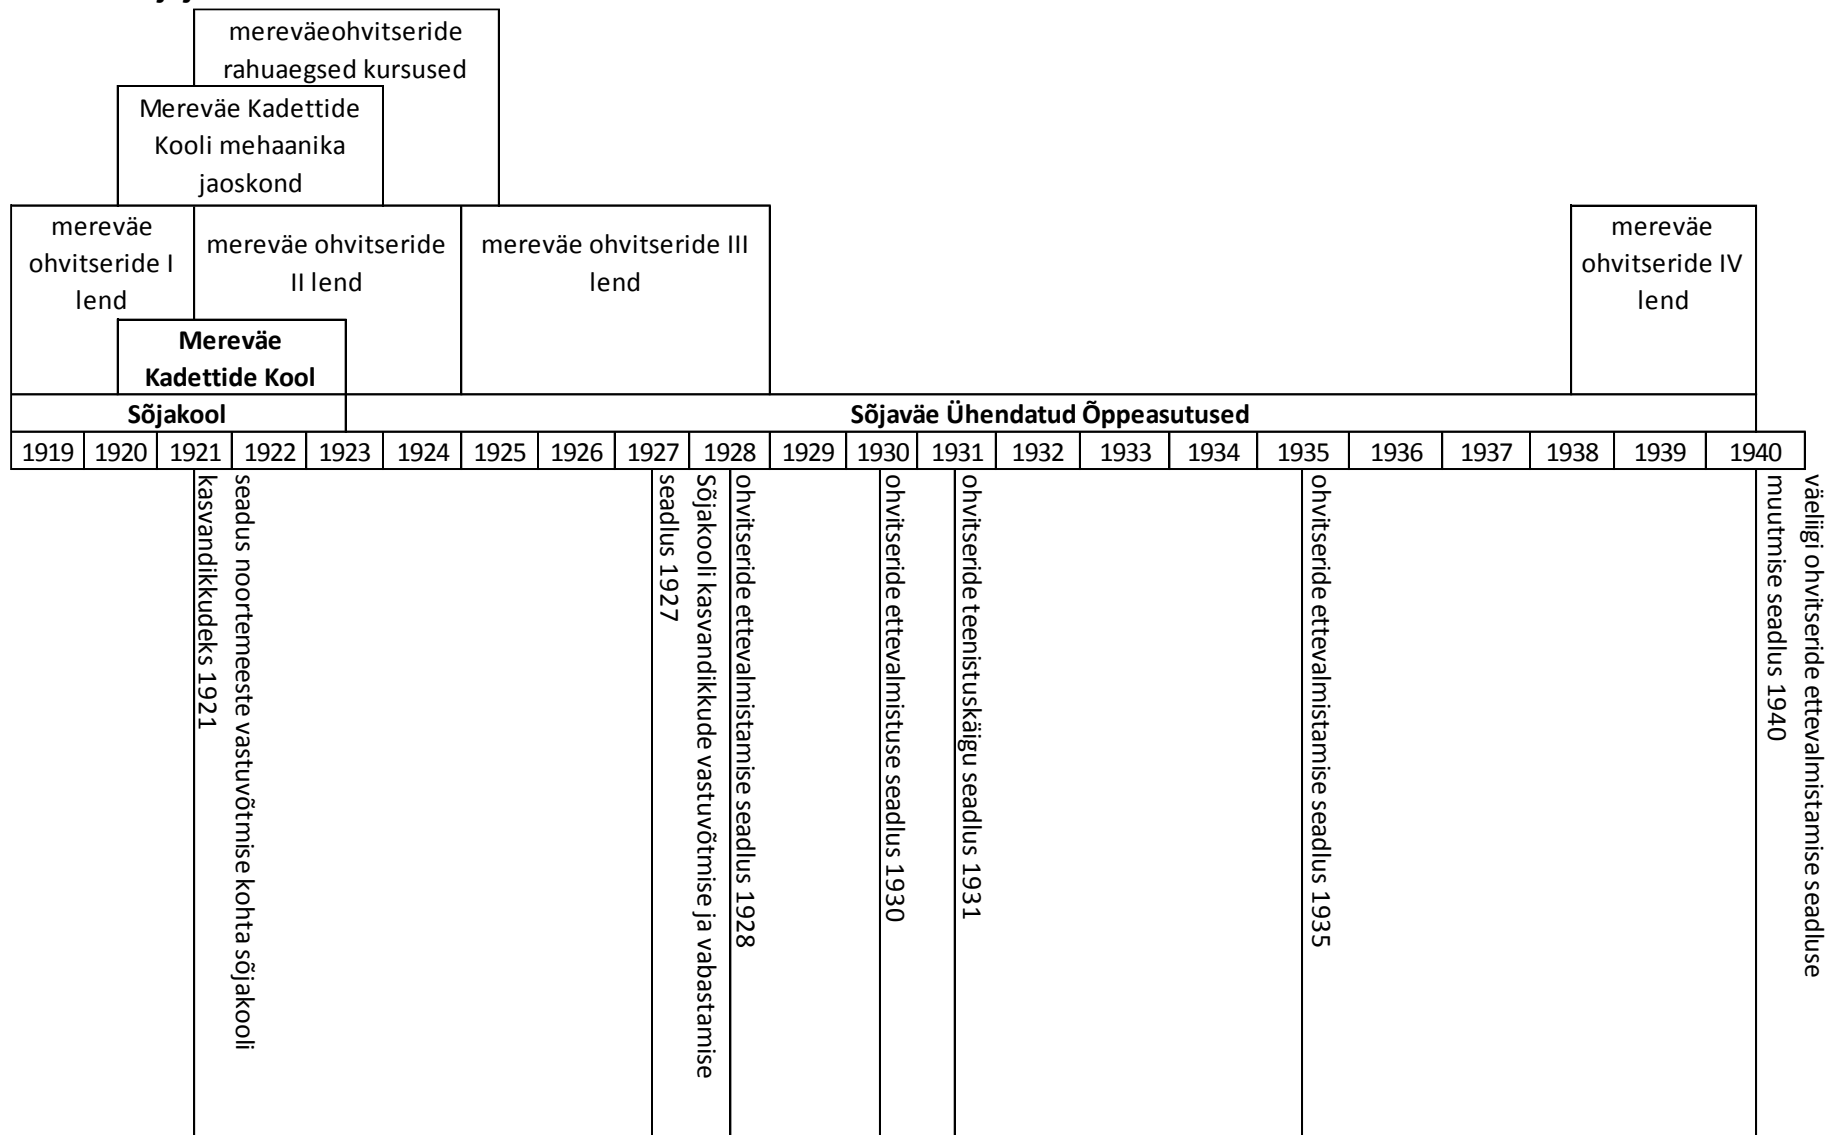 mereväeohvitseride
rahuaegsed kursused
Mereväe Kadettide
Kooli mehaanika
jaoskond
mereväe
ohvitseride I
lend
mereväe ohvitseride
II lend
mereväe ohvitseride III
lend
mereväe
ohvitseride IV
lend
Mereväe
Kadettide Kool
Sõjakool
Sõjaväe Ühendatud Õppeasutused
1919 1920 1921 1922 1923 1924 1925 1926 1927 1928 1929 1930 1931 1932 1933 1934 1935 1936 1937 1938 1939 1940
seadus noortemeeste vastuvõtmise kohta sõjakooli
kasvandikkudeks 1921
Sõjakooli kasvandikkude vastuvõtmise ja vabastamise
seadlus 1927
ohvitseride ettevalmistamise seadlus 1928
ohvitseride ettevalmistuse seadlus 1930
ohvitseride teenistuskäigu seadlus 1931
ohvitseride ettevalmistamise seadlus 1935
väeliigi ohvitseride ettevalmistamise seadluse
muutmise seadlus 1940